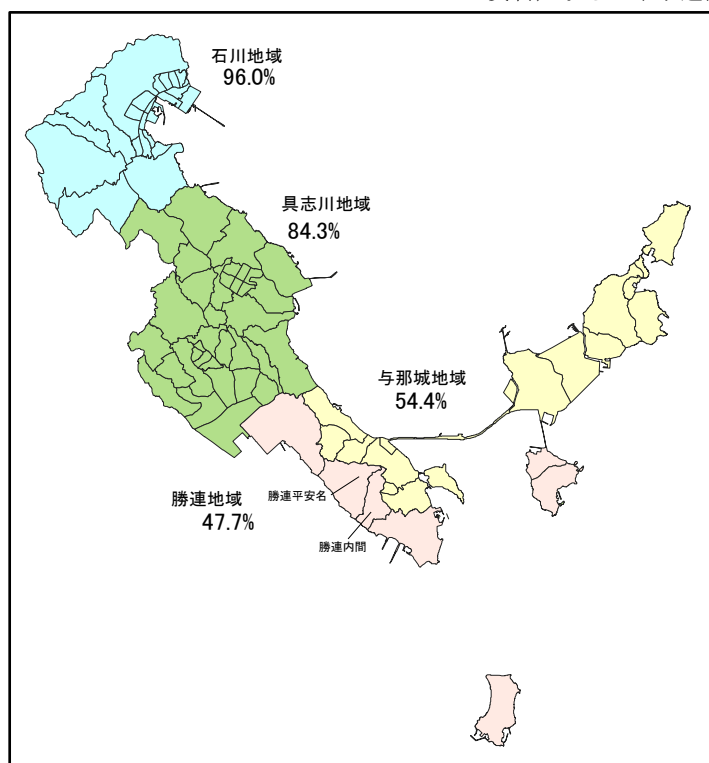 石川地域
96.0%
具志川地域
84.3%
与那城地域
54.4%
勝連地域
47.7%
勝連平安名
勝連内間